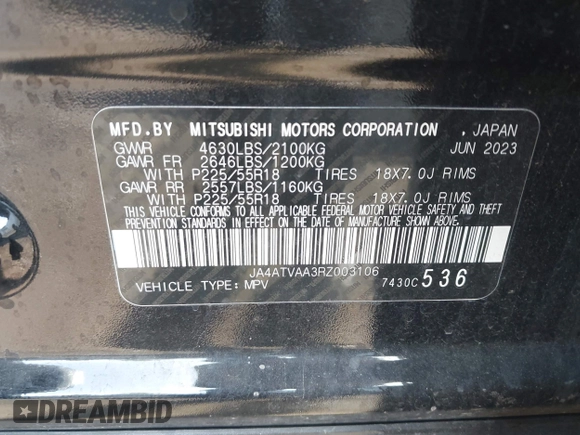 MFD.BY MITSUBISHI MOTORS CORPORATION , JAPAN
GVWR 4630LBS/2100KG JUN 2023
GAWR FR 2646LBS/1200KG
WITH P225/55R18 TIRES 18X7.0J RIMS
GAWR RR 2557LBS/1160KG
WITH P225/55R18 TIRES 18X7.0J RIMS
THIS VEHICLE CONFORMS TO ALL APPLICABLE FEDERAL MOTOR VEHICLE SAFETY AND THEFT
PREVENTION STANDARDS IN EFFECT ON THE DATE OF MANUFACTURE SHOWN ABOVE.
JA4ATVAA3RZ003106
VEHICLE TYPE: MPV 7430C 536
DREAMBID